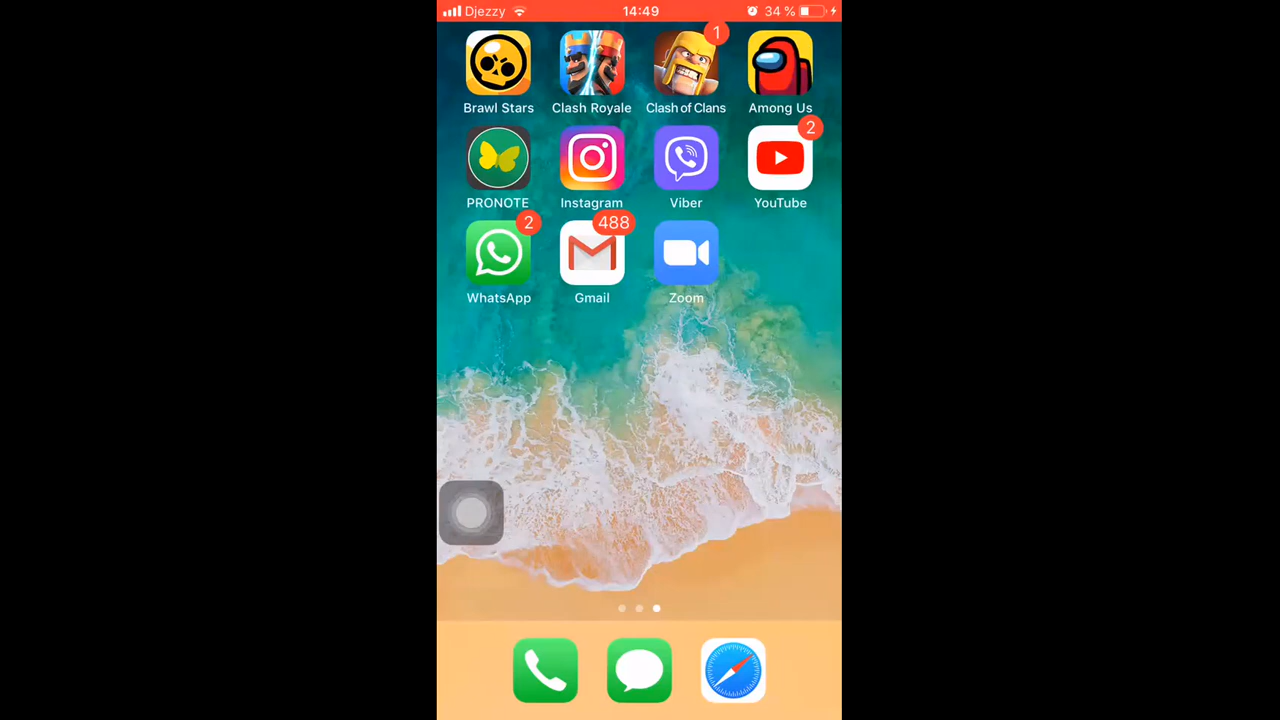 Djezzy 14:49 34 %
1
Brawl Stars Clash Royale Clash of Clans Among Us
2
PRONOTE Instagram Viber YouTube
2 488
WhatsApp Gmail Zoom